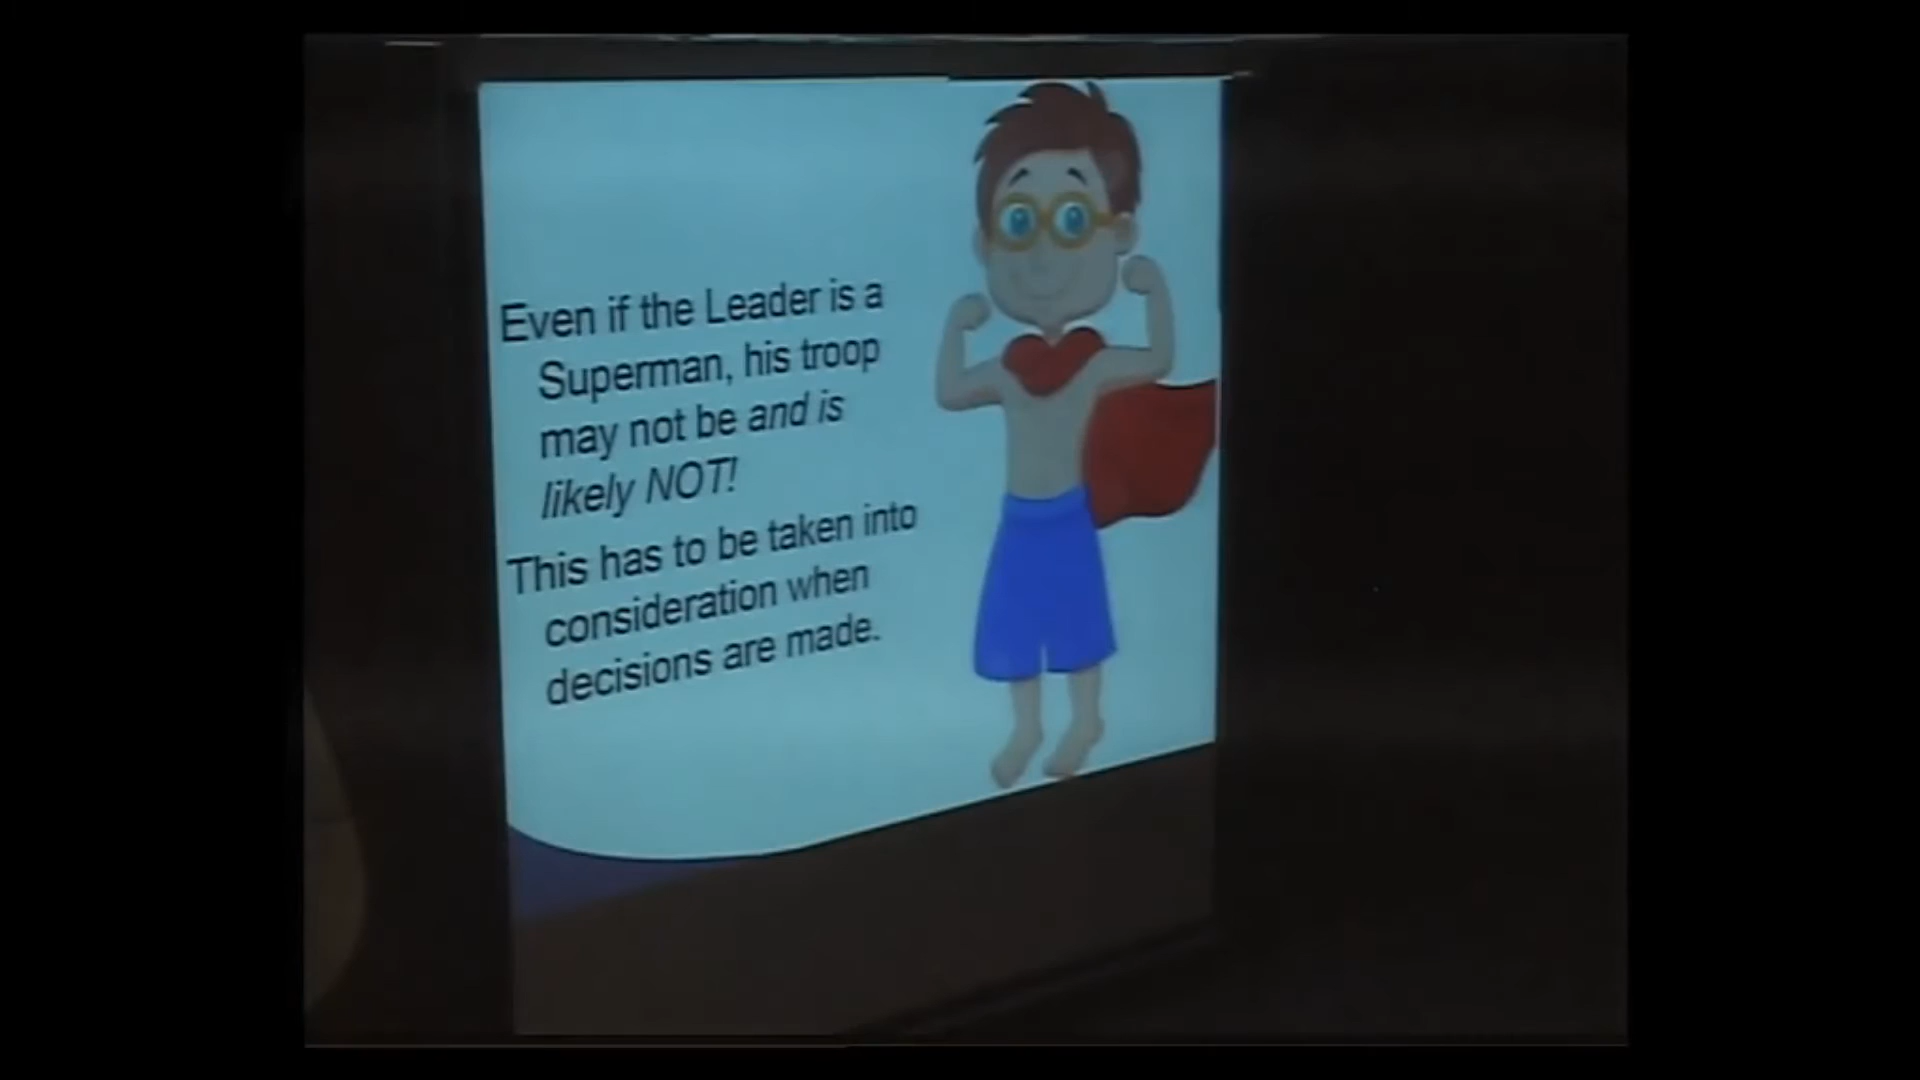 Even if the Leader is a
Superman, his troop
may not be and is
likely NOT!
This has to be taken into
consideration when
decisions are made.